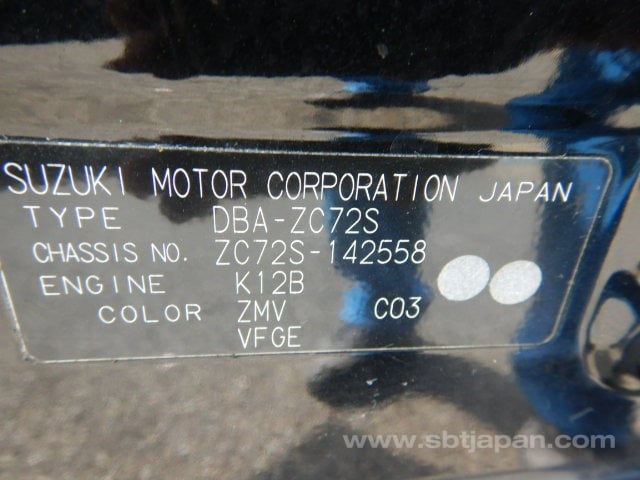 SUZUKI MOTOR CORPORATION JAPAN
TYPE DBA-ZC72S
CHASSIS NO. ZC72S-142558
ENGINE K12B
COLOR ZMV C03
VFGE
www.sbtjapan.com